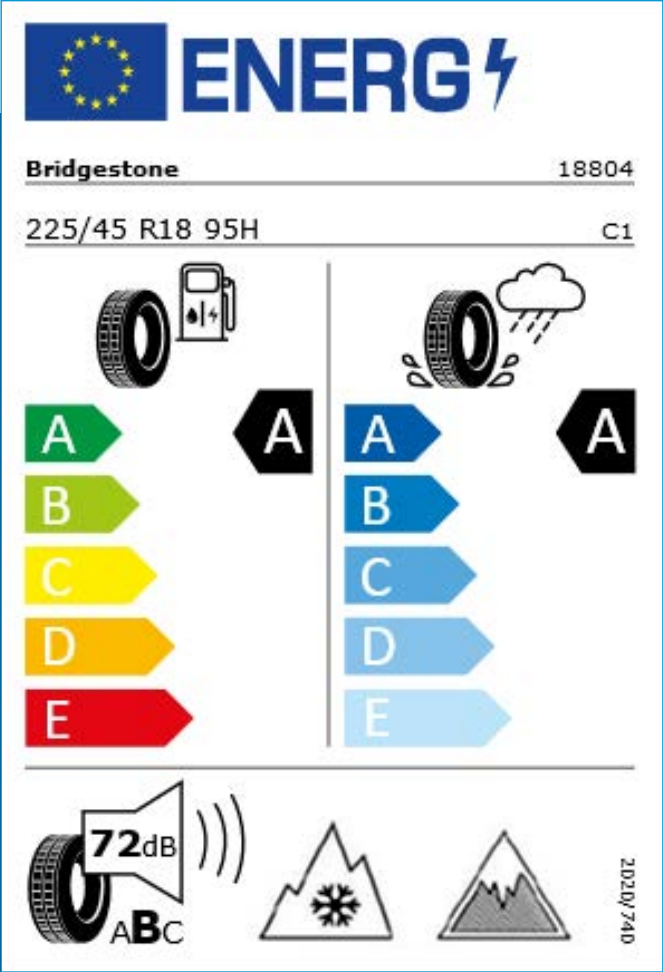 ENERG
Bridgestone 18804
225/45 R18 95H C1
A A
B
C
D
E
A A
B
C
D
E
72dB
ABC
2020/740